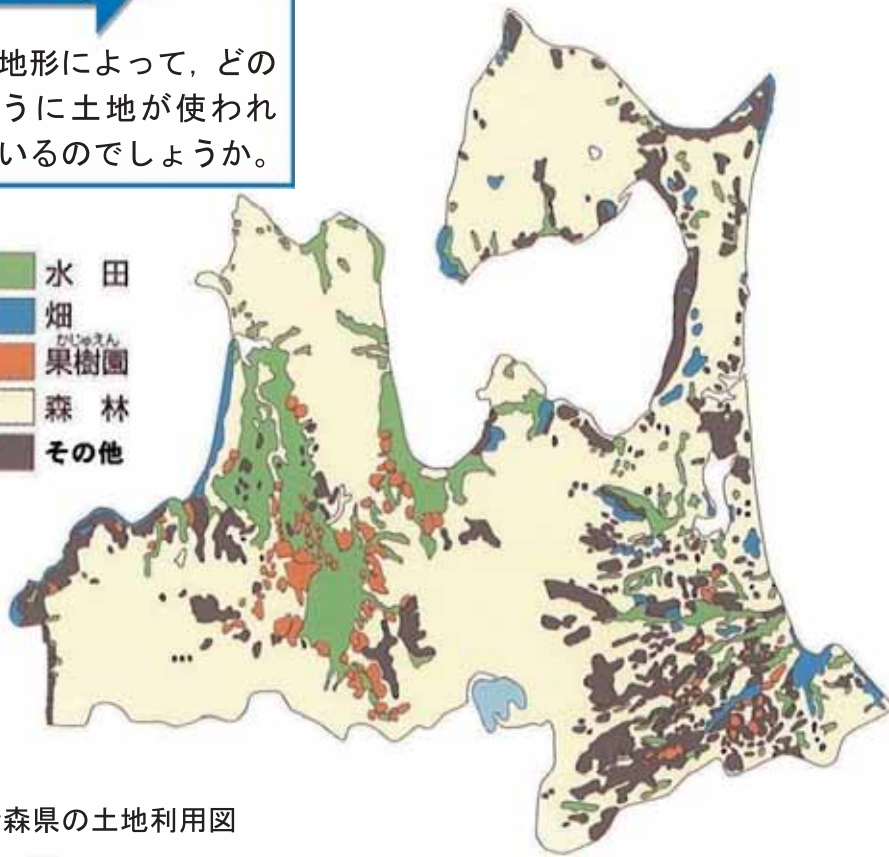 地形によって，どの
うに土地が使われ
いるのでしょうか。
水 田
畑
かじゅえん
果樹園
森 林
その他
森県の土地利用図